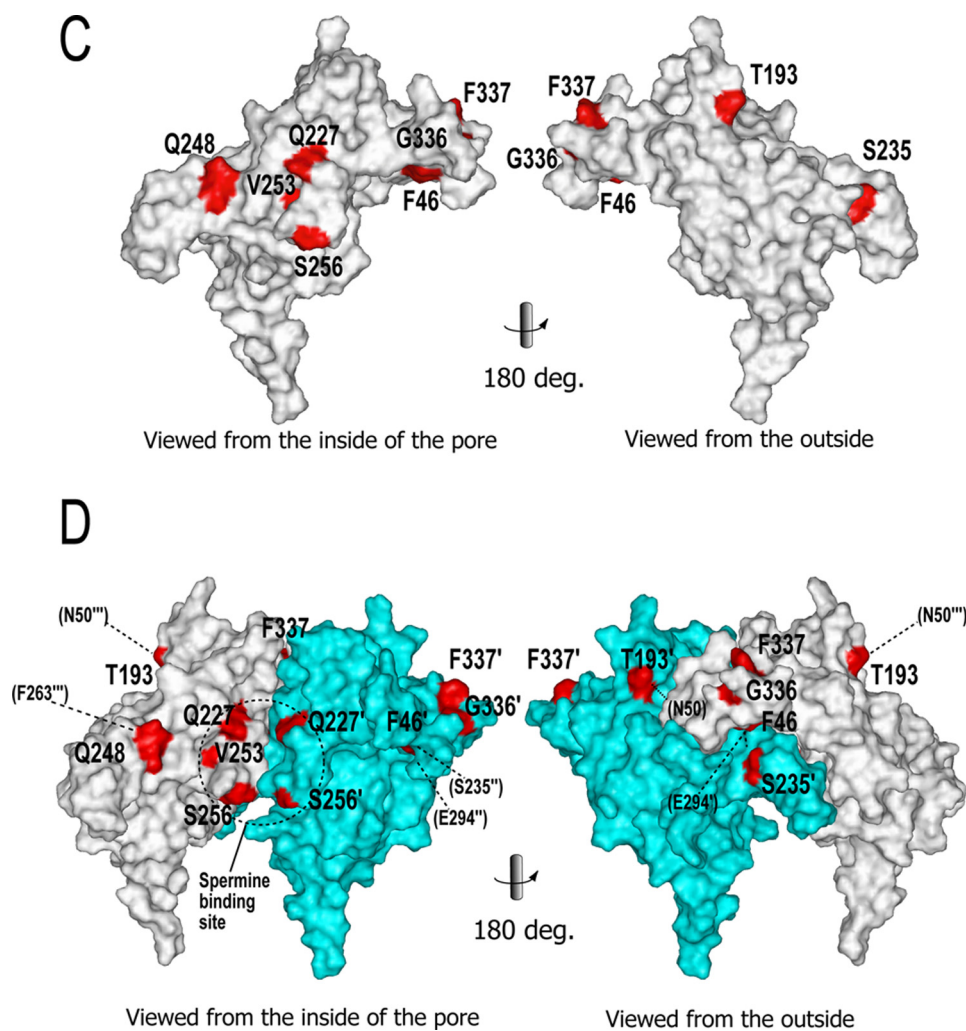 C
F337
Q248
Q227
G336
V253
F46
S256
T193
F337
S235
G336
F46
180 deg.
Viewed from the inside of the pore
Viewed from the outside
D
(N50''')
F337
T193
F337'
(F263''')
G336'
Q227
Q227'
F46'
Q248
V253
(S235'')
S256
S256'
(E294'')
Spermine
binding
site
(N50''')
F337'
T193'
F337
T193
G336
(N50)
F46
S235'
(E294')
180 deg.
Viewed from the inside of the pore
Viewed from the outside